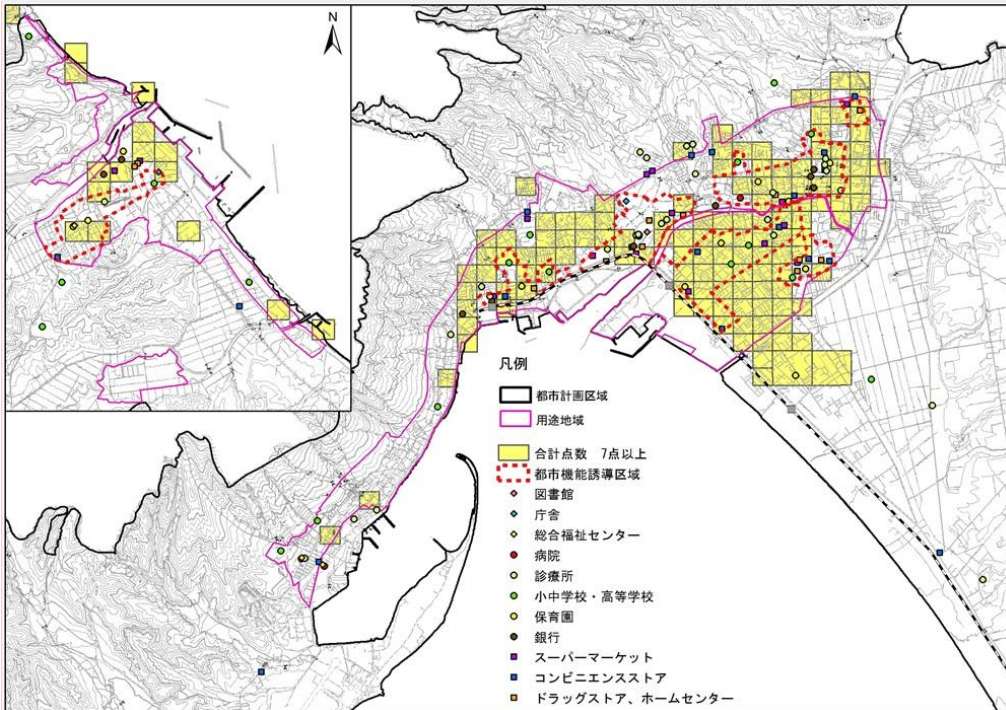 N
凡例
都市計画区域
用途地域
合計点数 7点以上
都市機能誘導区域
図書館
庁舎
総合福祉センター
病院
診療所
小中学校・高等学校
保育園
銀行
スーパーマーケット
コンビニエンスストア
ドラッグストア、ホームセンター